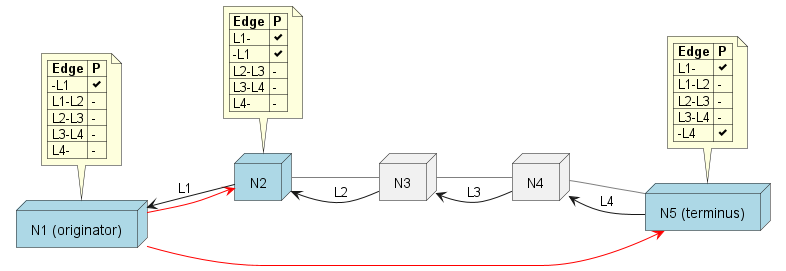 Edge P
L1- ✔
-L1 ✔
L2-L3 -
L3-L4 -
L4- -
Edge P
L1- ✔
L1-L2 -
L2-L3 -
L3-L4 -
-L4 ✔
Edge P
-L1 ✔
L1-L2 -
L2-L3 -
L3-L4 -
L4- -
L1
N2
L2
N3
L3
N4
L4
N5 (terminus)
N1 (originator)